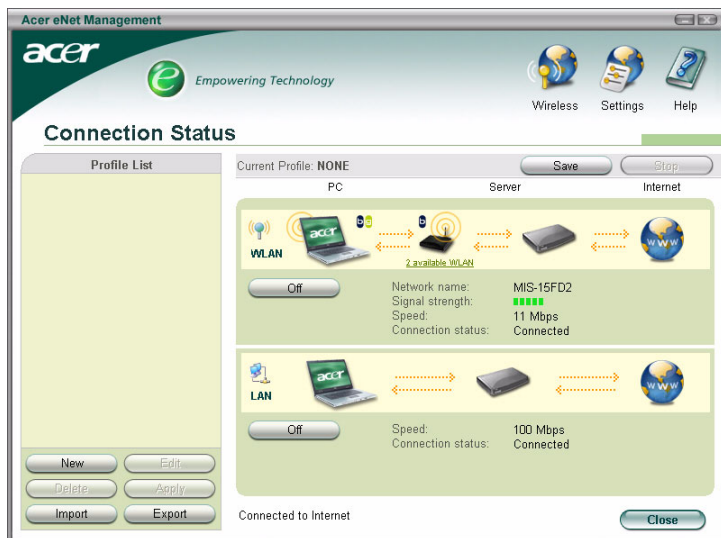 Acer eNet Management
acer
e Empowering Technology
Wireless Settings Help
Connection Status
Profile List
Current Profile: NONE
Save Stop
PC Server Internet
WLAN
acer
b g
b
2 available WLAN
www
Off
Network name: MIS-15FD2
Signal strength:
Speed: 11 Mbps
Connection status: Connected
LAN
acer
www
Off
Speed: 100 Mbps
Connection status: Connected
New Edit
Delete Apply
Import Export
Connected to Internet
Close